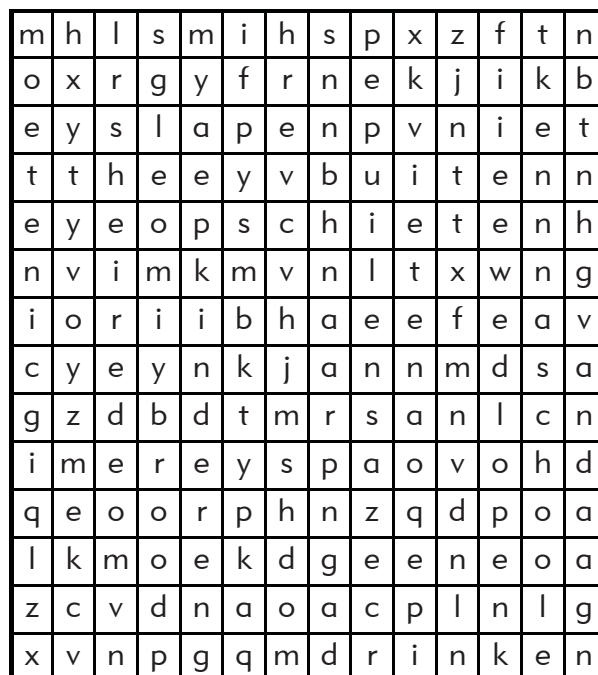 m h l s m i h s p x z f t n
o x r g y f r n e k j i k b
e y s l a p e n p v n i e t
t t h e e y v b u i t e n n
e y e o p s c h i e t e n h
n v i m k m v n l t x w n g
i o r i i b h a e e f e a v
c y e y n k j a n n m d s a
g z d b d t m r s a n l c n
i m e r e y s p a o v o h d
q e o o r p h n z q d p o a
l k m o e k d g e e n e o a
z c v d n a o a c p l n l g
x v n p g q m d r i n k e n